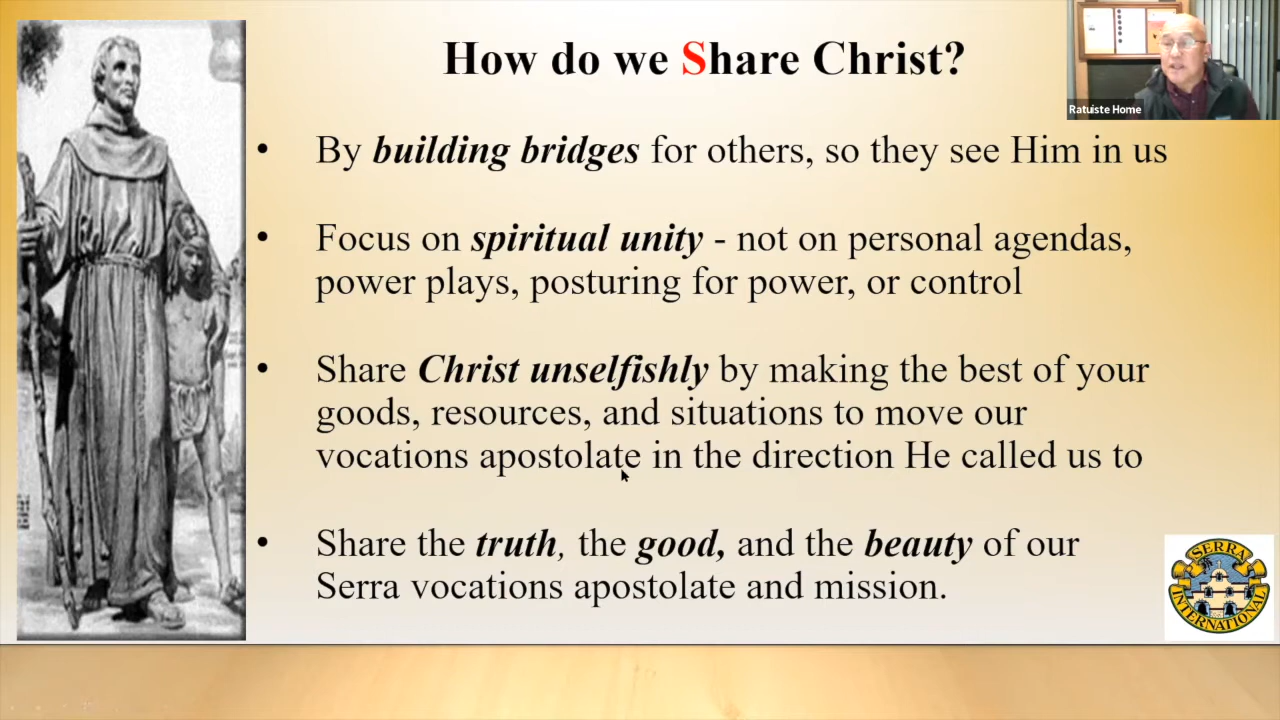 How do we Share Christ?
Ratuiste Home
• By building bridges for others, so they see Him in us
• Focus on spiritual unity - not on personal agendas,
power plays, posturing for power, or control
• Share Christ unselfishly by making the best of your
goods, resources, and situations to move our
vocations apostolate in the direction He called us to
• Share the truth, the good, and the beauty of our
Serra vocations apostolate and mission.
SERRA
INTERNATIONAL